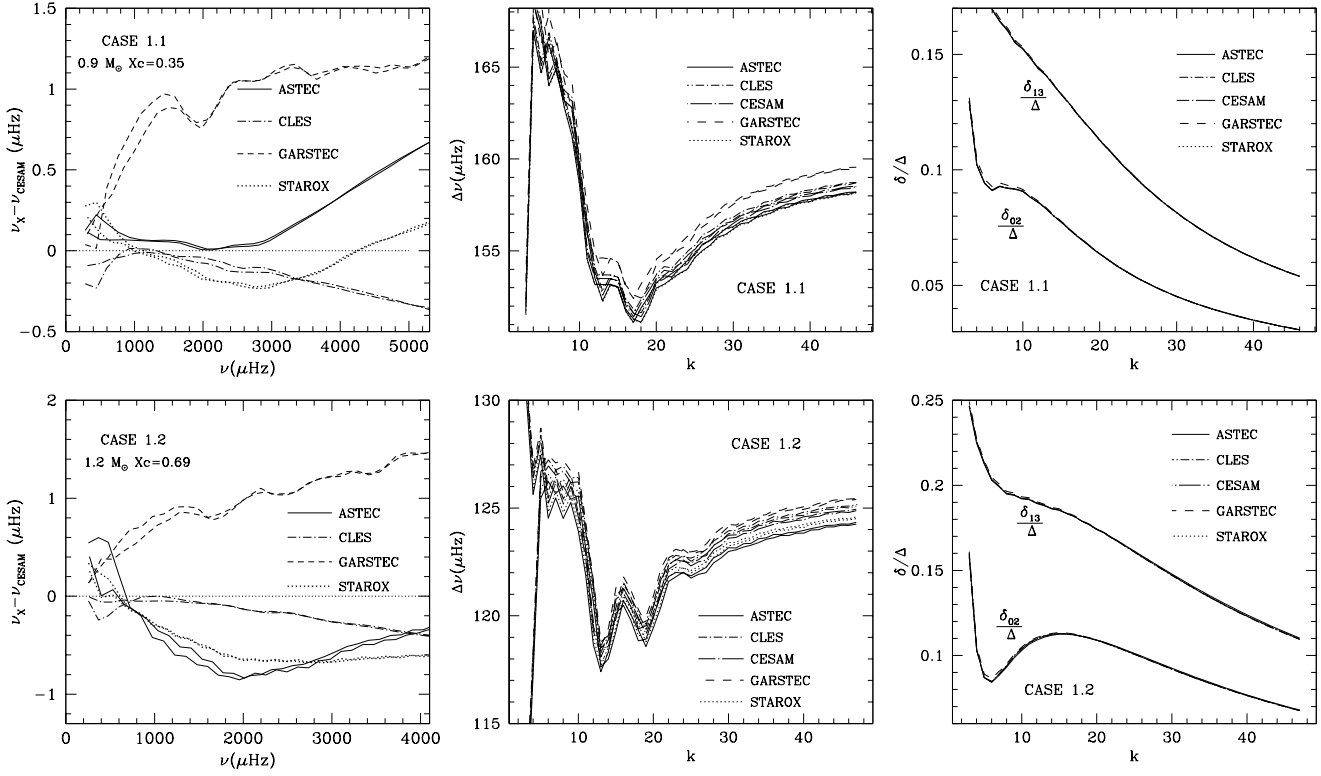 1.5
1
0.5
0
−0.5
ν_X− ν_CESAM (μHz)
CASE 1.1
0.9 M⊙ Xc=0.35
ASTEC
CLES
GARSTEC
STAROX
0 1000 2000 3000 4000 5000
ν(μHz)
165
160
155
Δν(μHz)
ASTEC
CLES
CESAM
GARSTEC
STAROX
CASE 1.1
10 20 30 40
k
0.15
0.1
0.05
δ/Δ
ASTEC
CLES
CESAM
GARSTEC
STAROX
δ₁₃
Δ
δ₀₂
Δ
CASE 1.1
10 20 30 40
k
2
1
0
−1
ν_X− ν_CESAM (μHz)
CASE 1.2
1.2 M⊙ Xc=0.69
ASTEC
CLES
GARSTEC
STAROX
0 1000 2000 3000 4000
ν(μHz)
130
125
120
115
Δν(μHz)
CASE 1.2
ASTEC
CLES
CESAM
GARSTEC
STAROX
0 20 40
k
0.25
0.2
0.15
0.1
δ/Δ
ASTEC
CLES
CESAM
GARSTEC
STAROX
δ₁₃
Δ
δ₀₂
Δ
CASE 1.2
10 20 30 40
k